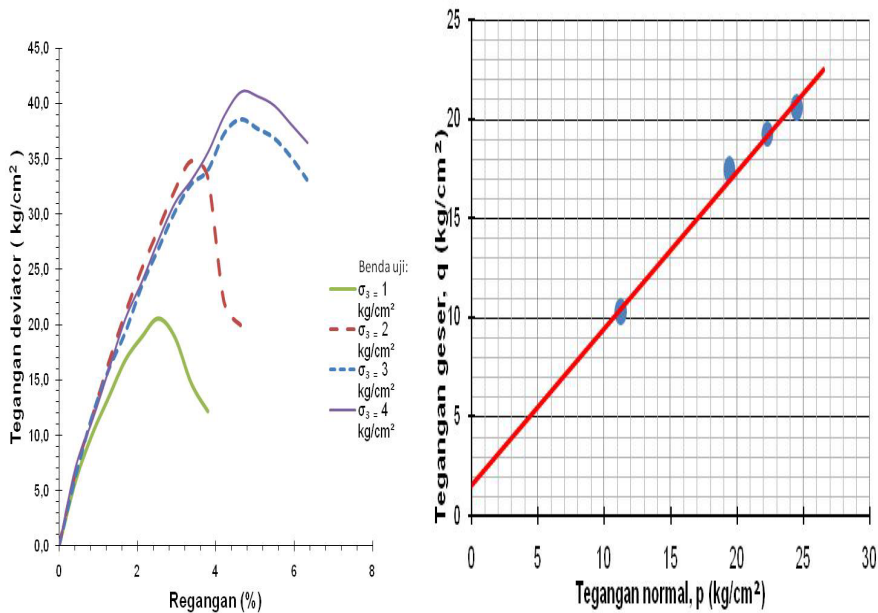 45,0
40,0
35,0
30,0
25,0
20,0
15,0
10,0
5,0
0,0
Tegangan deviator ( kg/cm²)
0 2 4 6 8
Regangan (%)
Benda uji:
σ₃ = 1
kg/cm²
σ₃ = 2
kg/cm²
σ₃ = 3
kg/cm²
σ₃ = 4
kg/cm²
25
20
15
10
5
0
Tegangan geser, q (kg/cm²)
0 5 10 15 20 25 30
Tegangan normal, p (kg/cm²)